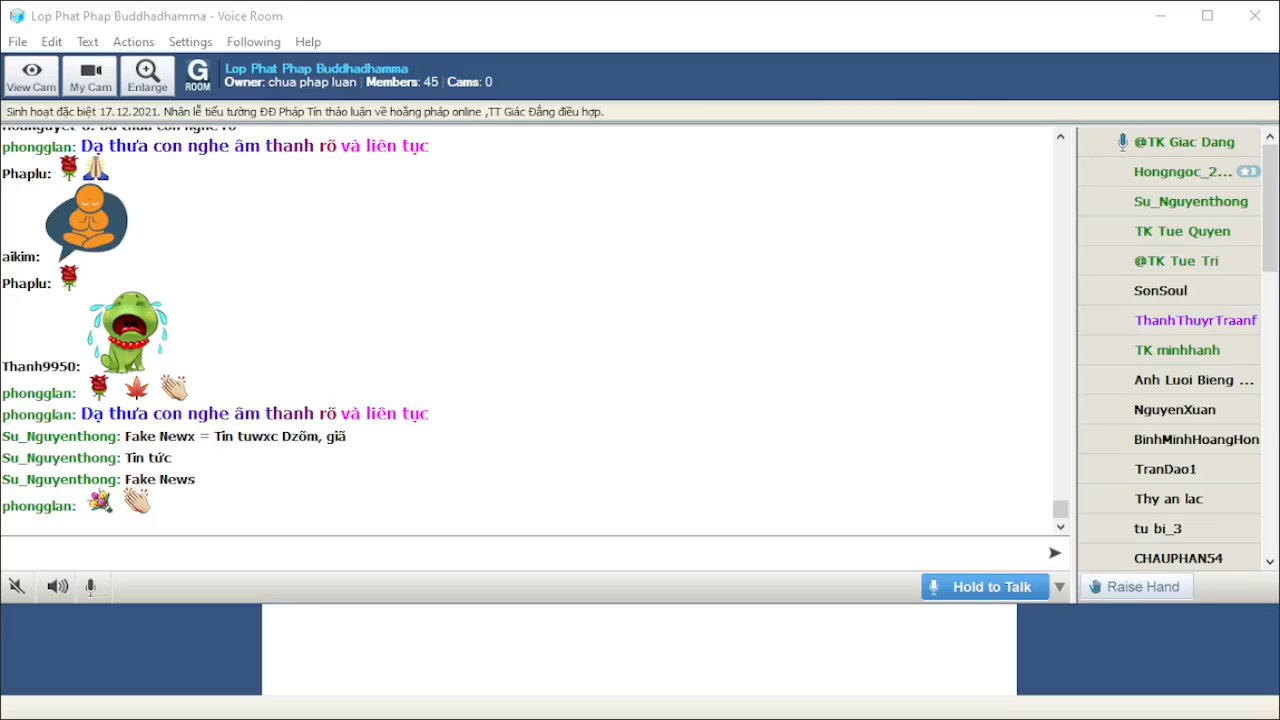 Lop Phat Phap Buddhadhamma - Voice Room
File Edit Text Actions Settings Following Help
View Cam My Cam Enlarge G ROOM
Lop Phat Phap Buddhadhamma
Owner: chua phap luan | Members: 45 | Cams: 0
Sinh hoạt đặc biệt 17.12.2021. Nhân lễ tiểu tường ĐĐ Pháp Tín thảo luận về hoằng pháp online ,TT Giác Đẳng điều hợp.
phongglan: Dạ thưa con nghe âm thanh rõ và liên tục
Phaplu:
aikim:
Phaplu:
Thanh9950:
phongglan:
phongglan: Dạ thưa con nghe âm thanh rõ và liên tục
Su_Nguyenthong: Fake Newx = Tin tuwxc Dzõm, giã
Su_Nguyenthong: Tin tức
Su_Nguyenthong: Fake News
phongglan:
@TK Giac Dang
Hongngoc_2... ★3
Su_Nguyenthong
TK Tue Quyen
@TK Tue Tri
SonSoul
ThanhThuyrTraanf
TK minhhanh
Anh Luoi Bieng ...
NguyenXuan
BinhMinhHoangHon
TranDao1
Thy an lac
tu bi_3
CHAUPHAN54
Hold to Talk
Raise Hand